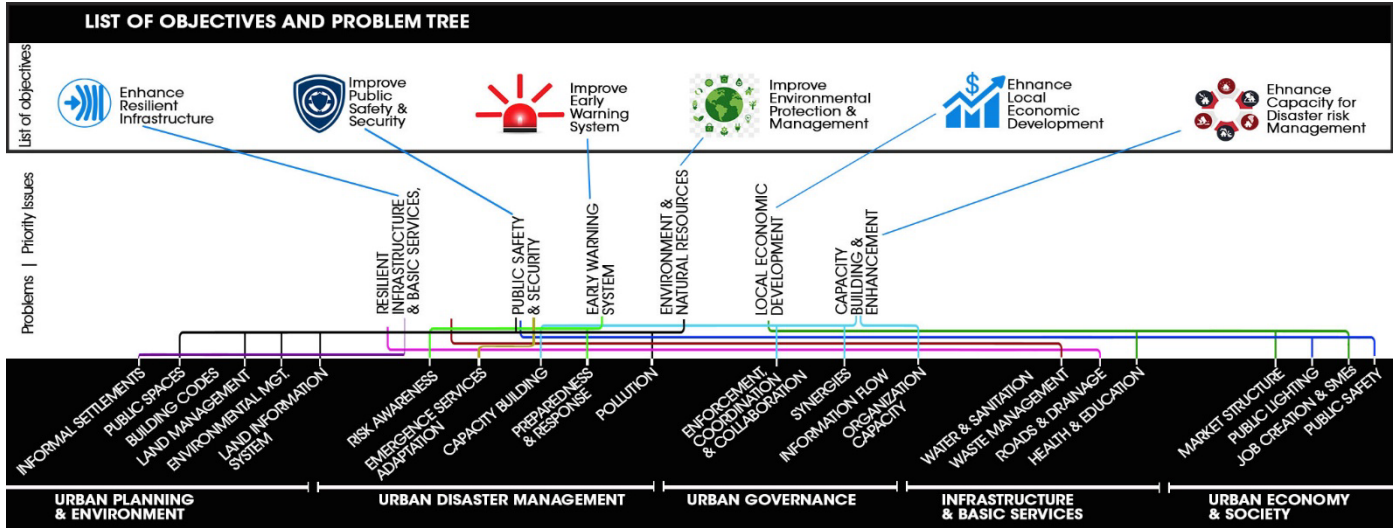 LIST OF OBJECTIVES AND PROBLEM TREE
List of objectives
Enhance
Resilient
Infrastructure
Improve
Public
Safety &
Security
Improve
Early
Warning
System
Improve
Environmental
Protection &
Management
$
Ehnance
Local
Economic
Development
Ehnance
Capacity for
Disaster risk
Management
Problems | Priority Issues
RESILIENT
INFRASTRUCTURE
& BASIC SERVICES,
PUBLIC SAFETY
& SECURITY
EARLY WARNING
SYSTEM
ENVIRONMENT &
NATURAL RESOURCES
LOCAL ECONOMIC
DEVELOPMENT
CAPACITY
BUILDING &
ENHANCEMENT
INFORMAL SETTLEMENTS
PUBLIC SPACES
BUILDING CODES
LAND MANAGEMENT
ENVIRONMENTAL MGT.
LAND INFORMATION
SYSTEM
RISK AWARENESS
EMERGENCE SERVICES
ADAPTATION
CAPACITY BUILDING
PREPAREDNESS
& RESPONSE
POLLUTION
ENFORCEMENT,
COORDINATION
& COLLABORATION
SYNERGIES
INFORMATION FLOW
ORGANIZATION
CAPACITY
WATER & SANITATION
WASTE MANAGEMENT
ROADS & DRAINAGE
HEALTH & EDUCATION
MARKET STRUCTURE
PUBLIC LIGHTING
JOB CREATION & SMEs
PUBLIC SAFETY
URBAN PLANNING
& ENVIRONMENT
URBAN DISASTER MANAGEMENT
URBAN GOVERNANCE
INFRASTRUCTURE
& BASIC SERVICES
URBAN ECONOMY
& SOCIETY